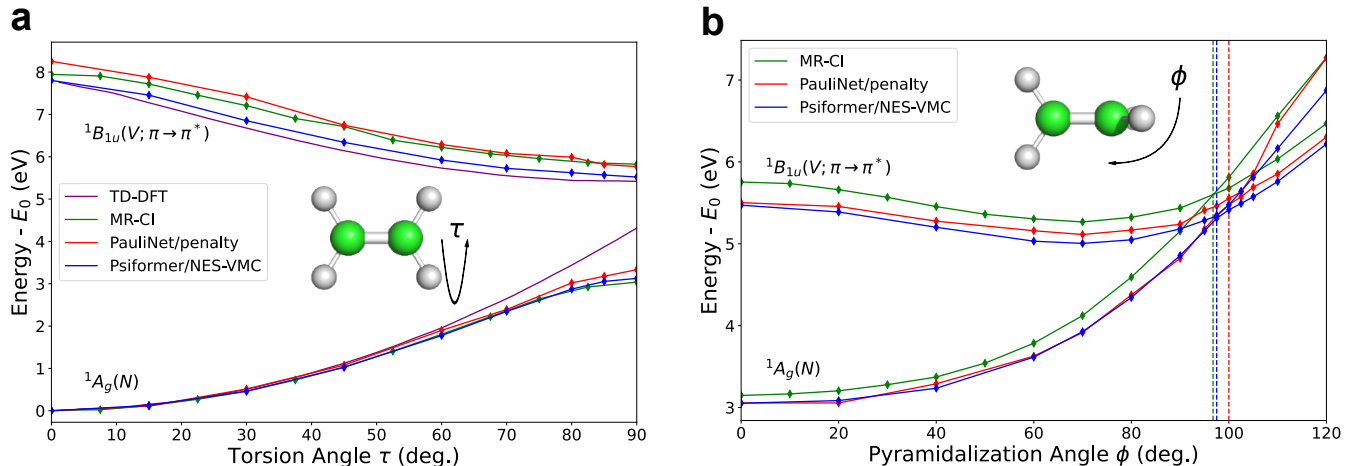 a
Energy - E₀ (eV)
8
7
6
5
4
3
2
1
0
¹B₁ᵤ(V; π → π*)
TD-DFT
MR-CI
PauliNet/penalty
Psiformer/NES-VMC
τ
¹A_g(N)
0 10 20 30 40 50 60 70 80 90
Torsion Angle τ (deg.)
b
Energy - E₀ (eV)
7
6
5
4
3
MR-CI
PauliNet/penalty
Psiformer/NES-VMC
ϕ
¹B₁ᵤ(V; π → π*)
¹A_g(N)
0 20 40 60 80 100 120
Pyramidalization Angle ϕ (deg.)